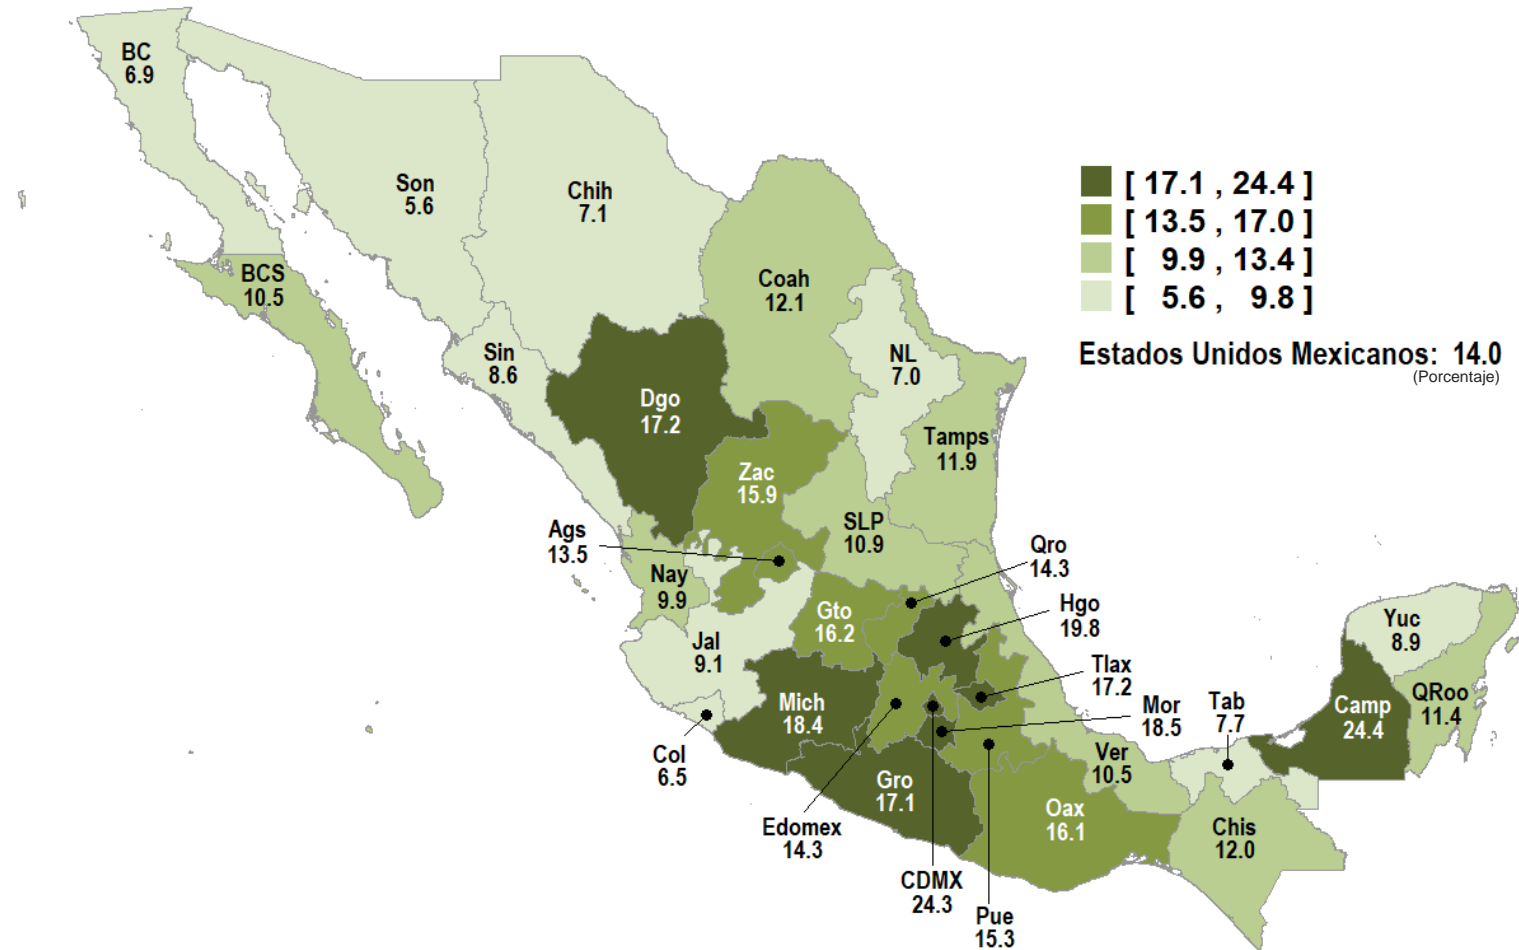 BC
6.9
Son
5.6
Chih
7.1
[ 17.1 , 24.4 ]
[ 13.5 , 17.0 ]
[ 9.9 , 13.4 ]
[ 5.6 , 9.8 ]
Estados Unidos Mexicanos: 14.0
(Porcentaje)
BCS
10.5
Coah
12.1
Sin
8.6
NL
7.0
Dgo
17.2
Tamps
11.9
Zac
15.9
SLP
10.9
Ags
13.5
Qro
14.3
Nay
9.9
Gto
16.2
Hgo
19.8
Jal
9.1
Yuc
8.9
Tlax
17.2
Mich
18.4
Mor
18.5
Tab
7.7
Camp
24.4
QRoo
11.4
Col
6.5
Ver
10.5
Gro
17.1
Oax
16.1
Edomex
14.3
Chis
12.0
CDMX
24.3
Pue
15.3